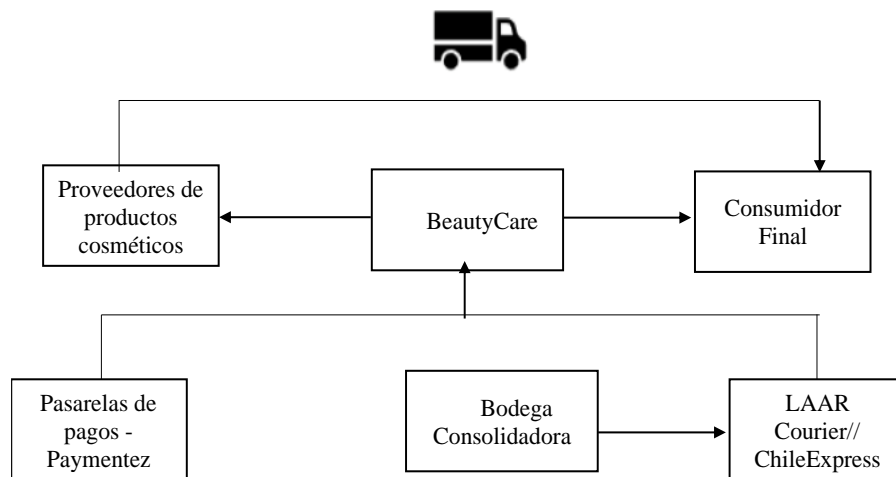 Proveedores de
productos
cosméticos
BeautyCare
Consumidor
Final
Pasarelas de
pagos -
Paymentez
Bodega
Consolidadora
LAAR
Courier//
ChileExpress